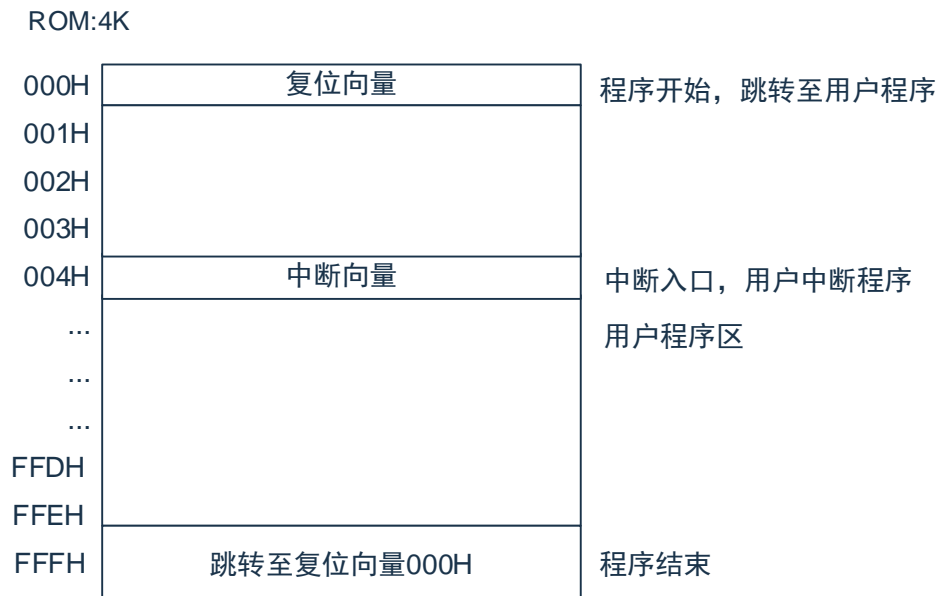 ROM:4K
000H 复位向量 程序开始，跳转至用户程序
001H
002H
003H
004H 中断向量 中断入口，用户中断程序
... 用户程序区
...
...
FFDH
FFEH
FFFH 跳转至复位向量000H 程序结束